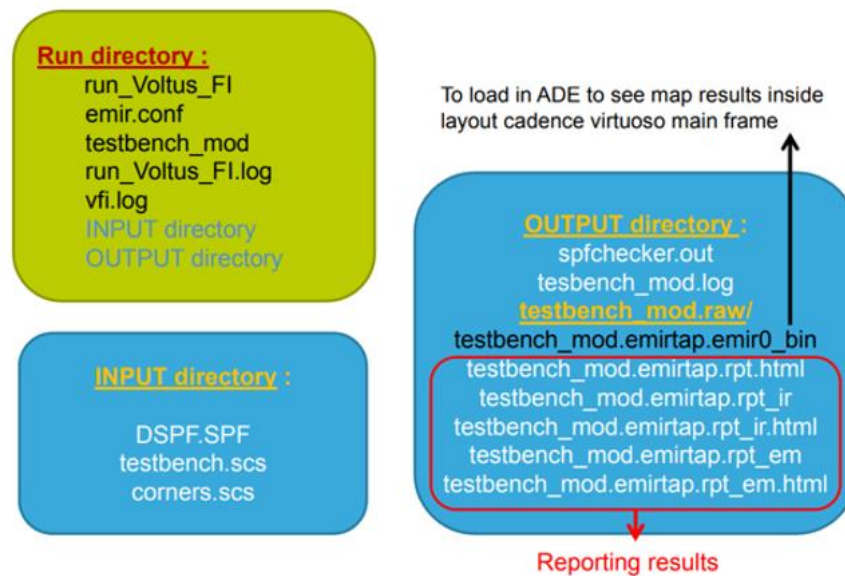 Run directory :
run_Voltus_FI
emir.conf
testbench_mod
run_Voltus_FI.log
vfi.log
INPUT directory
OUTPUT directory
INPUT directory :
DSPF.SPF
testbench.scs
corners.scs
To load in ADE to see map results inside
layout cadence virtuoso main frame
OUTPUT directory :
spfchecker.out
tesbench_mod.log
testbench_mod.raw/
testbench_mod.emirtap.emir0_bin
testbench_mod.emirtap.rpt.html
testbench_mod.emirtap.rpt_ir
testbench_mod.emirtap.rpt_ir.html
testbench_mod.emirtap.rpt_em
testbench_mod.emirtap.rpt_em.html
Reporting results